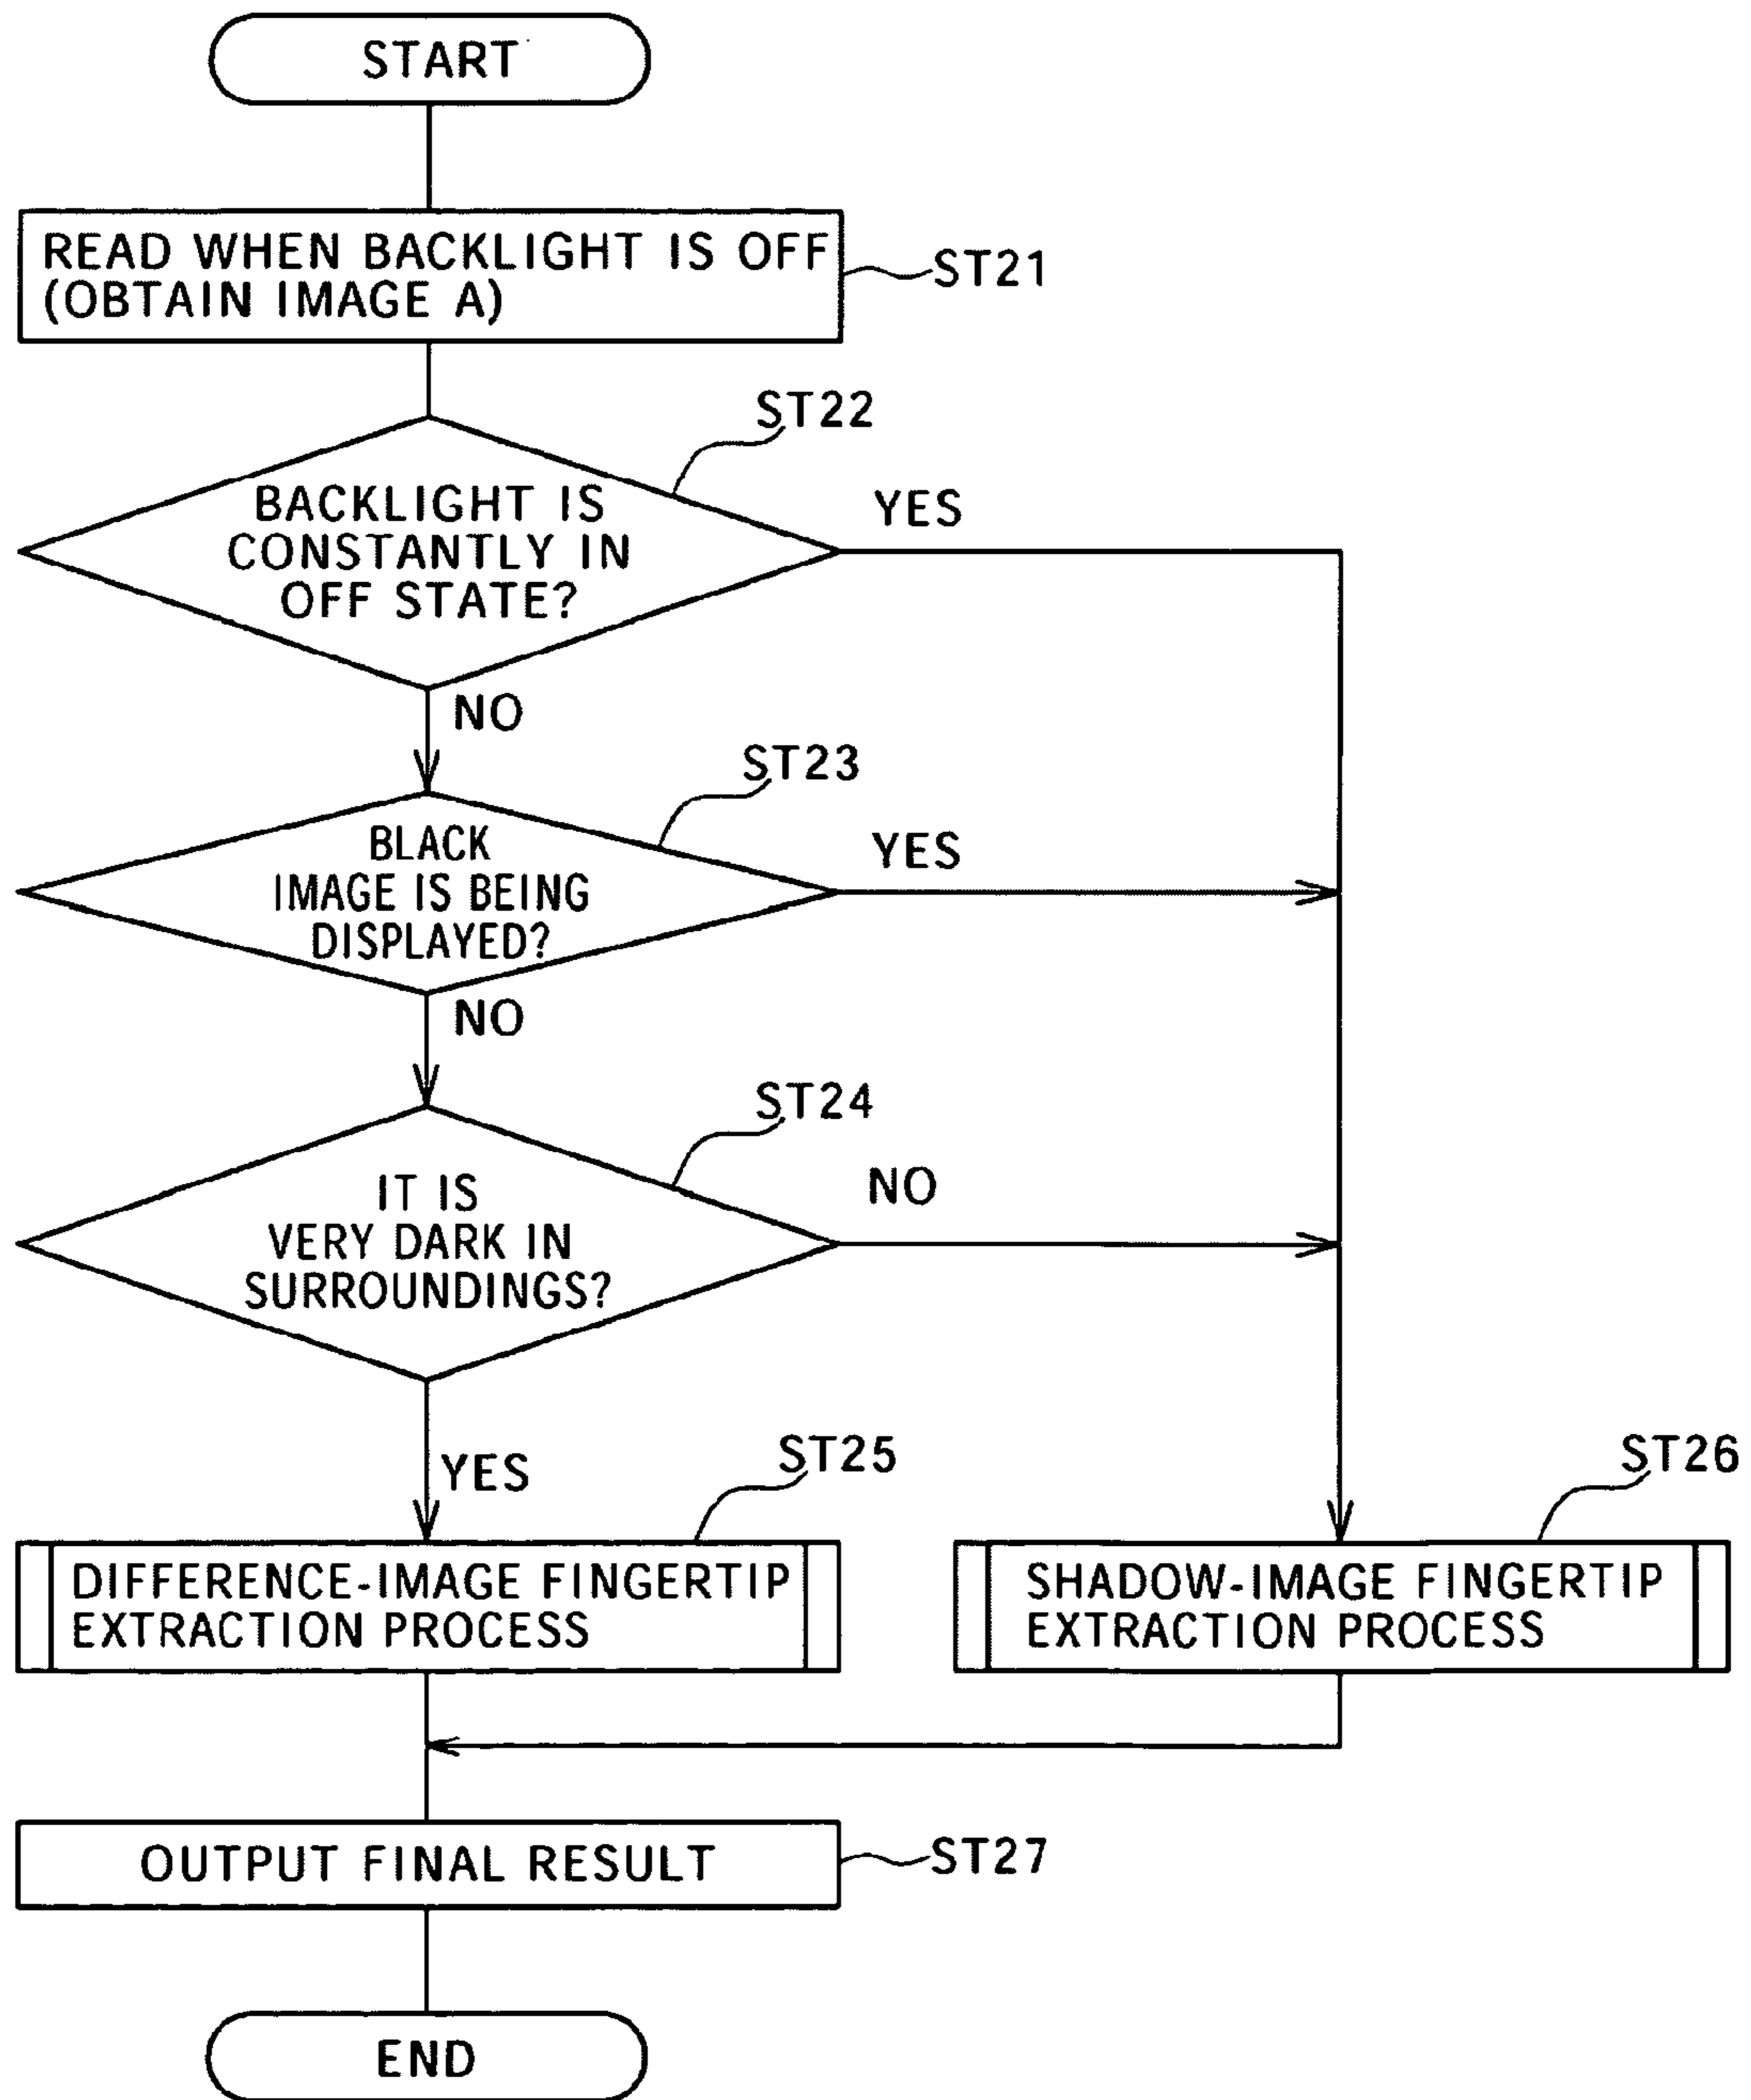 START
READ WHEN BACKLIGHT IS OFF
(OBTAIN IMAGE A)
ST21
ST22
BACKLIGHT IS
CONSTANTLY IN
OFF STATE?
YES
NO
ST23
BLACK
IMAGE IS BEING
DISPLAYED?
YES
NO
ST24
IT IS
VERY DARK IN
SURROUNDINGS?
NO
YES
ST25
DIFFERENCE-IMAGE FINGERTIP
EXTRACTION PROCESS
ST26
SHADOW-IMAGE FINGERTIP
EXTRACTION PROCESS
OUTPUT FINAL RESULT
ST27
END